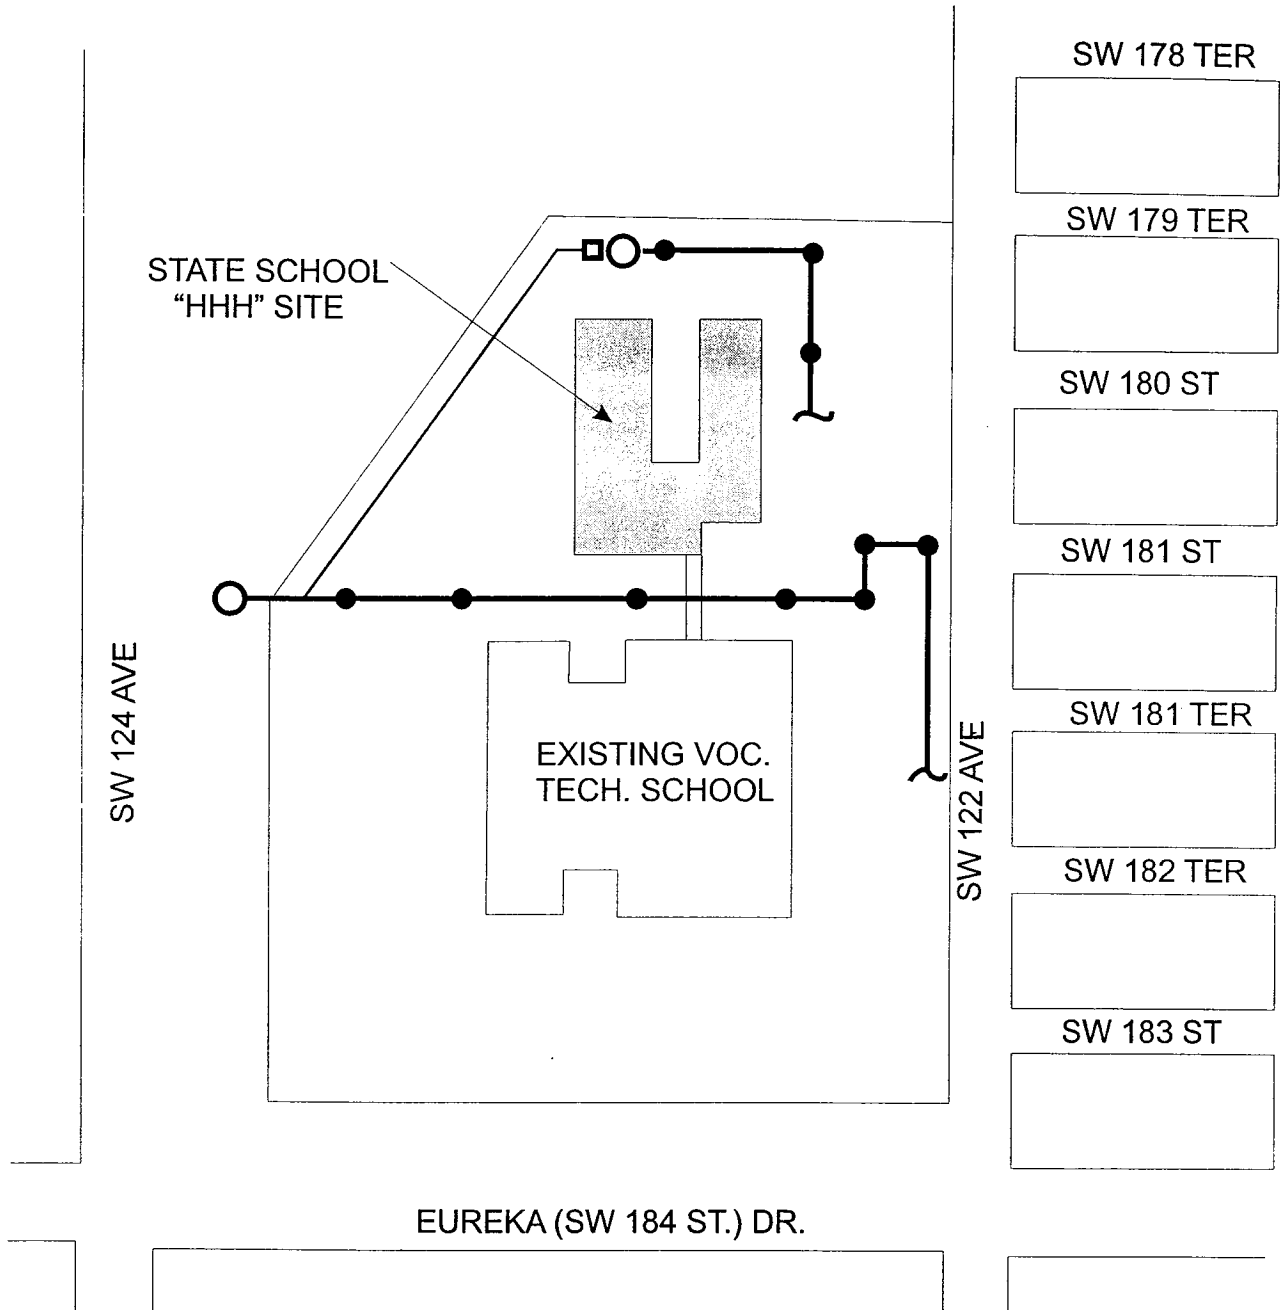 SW 178 TER
SW 179 TER
STATE SCHOOL
“HHH” SITE
SW 180 ST
SW 181 ST
SW 124 AVE
SW 181 TER
EXISTING VOC.
TECH. SCHOOL
SW 122 AVE
SW 182 TER
SW 183 ST
EUREKA (SW 184 ST.) DR.